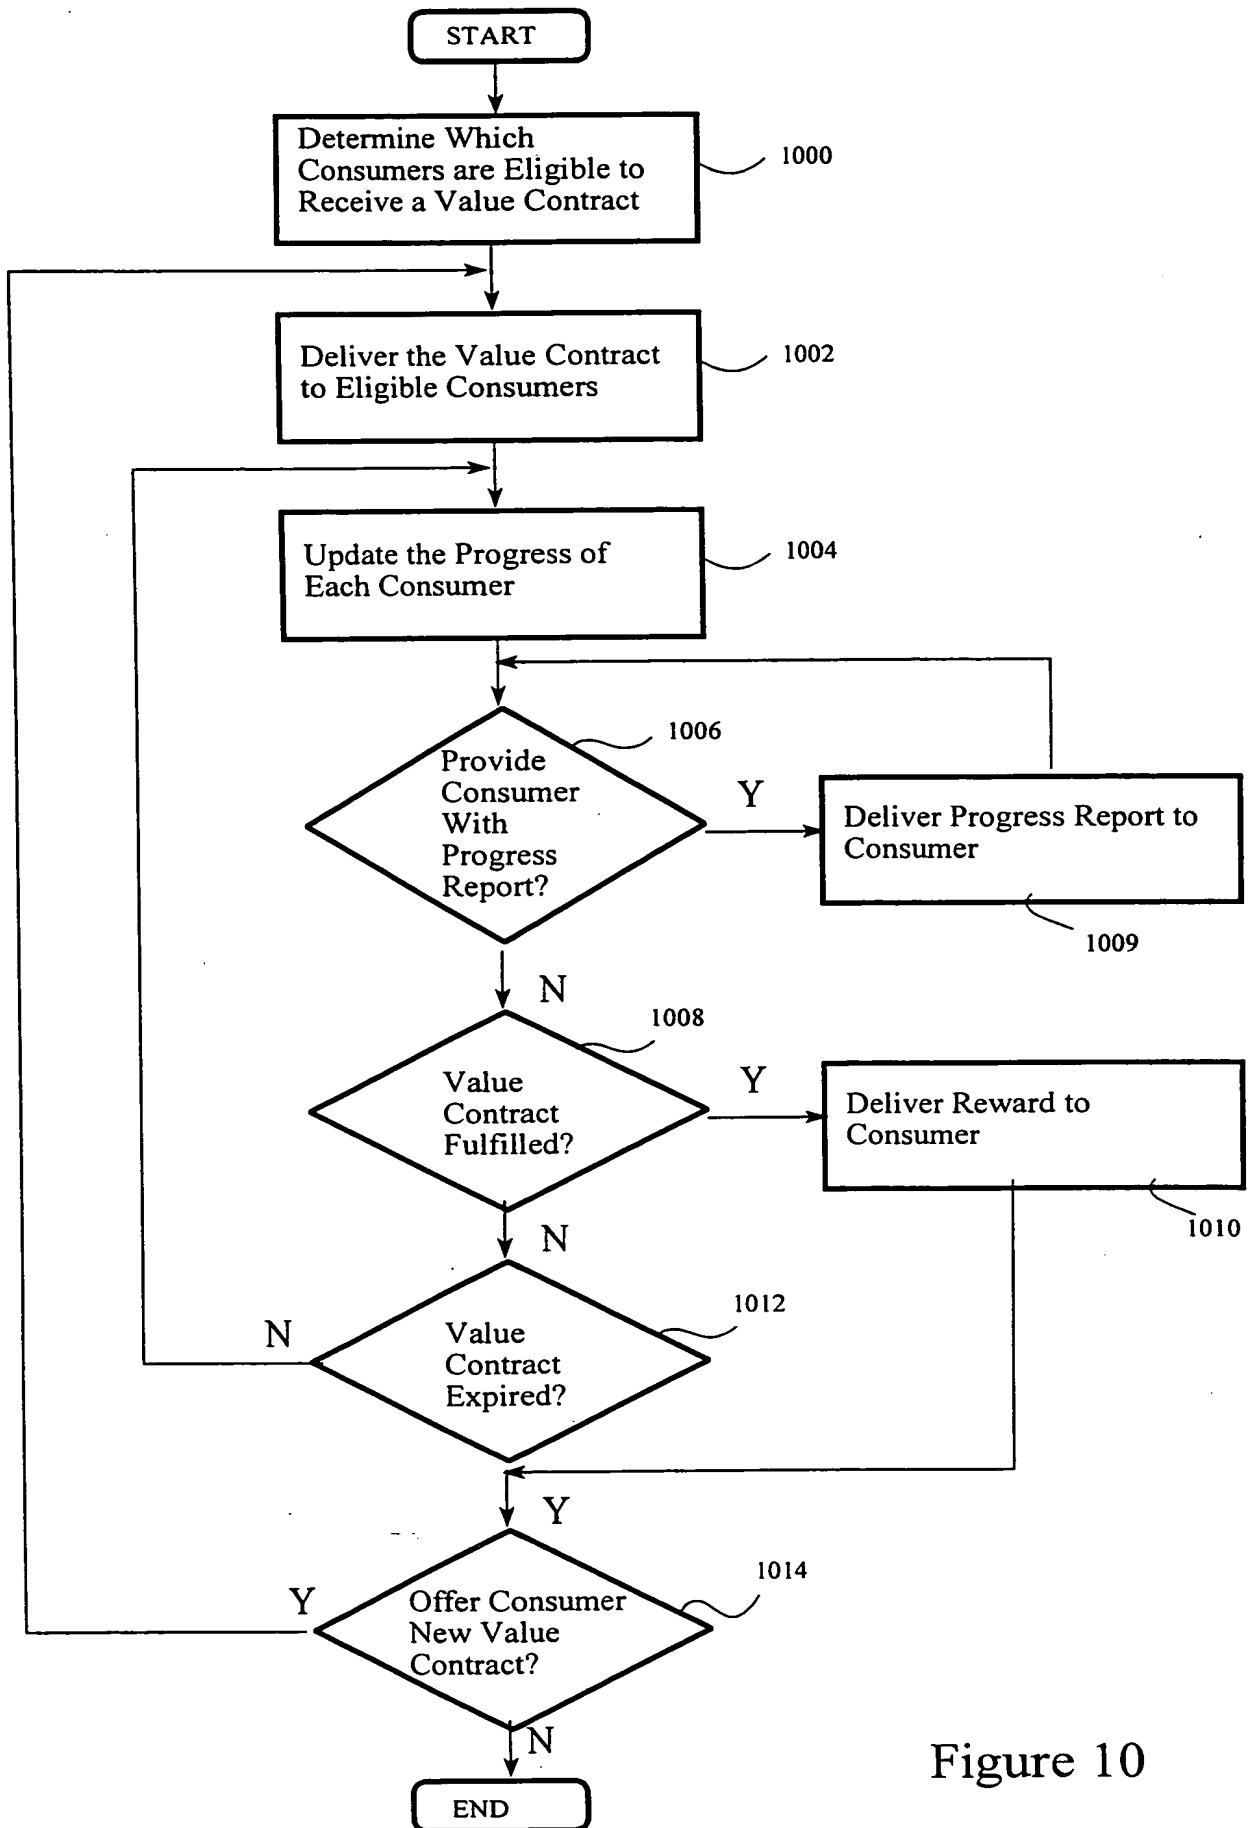 START
Determine Which
Consumers are Eligible to
Receive a Value Contract
1000
Deliver the Value Contract
to Eligible Consumers
1002
Update the Progress of
Each Consumer
1004
1006
Provide
Consumer
With
Progress
Report?
Y
Deliver Progress Report to
Consumer
1009
N
1008
Value
Contract
Fulfilled?
Y
Deliver Reward to
Consumer
1010
N
1012
Value
Contract
Expired?
N
Y
1014
Offer Consumer
New Value
Contract?
Y
N
END
Figure 10